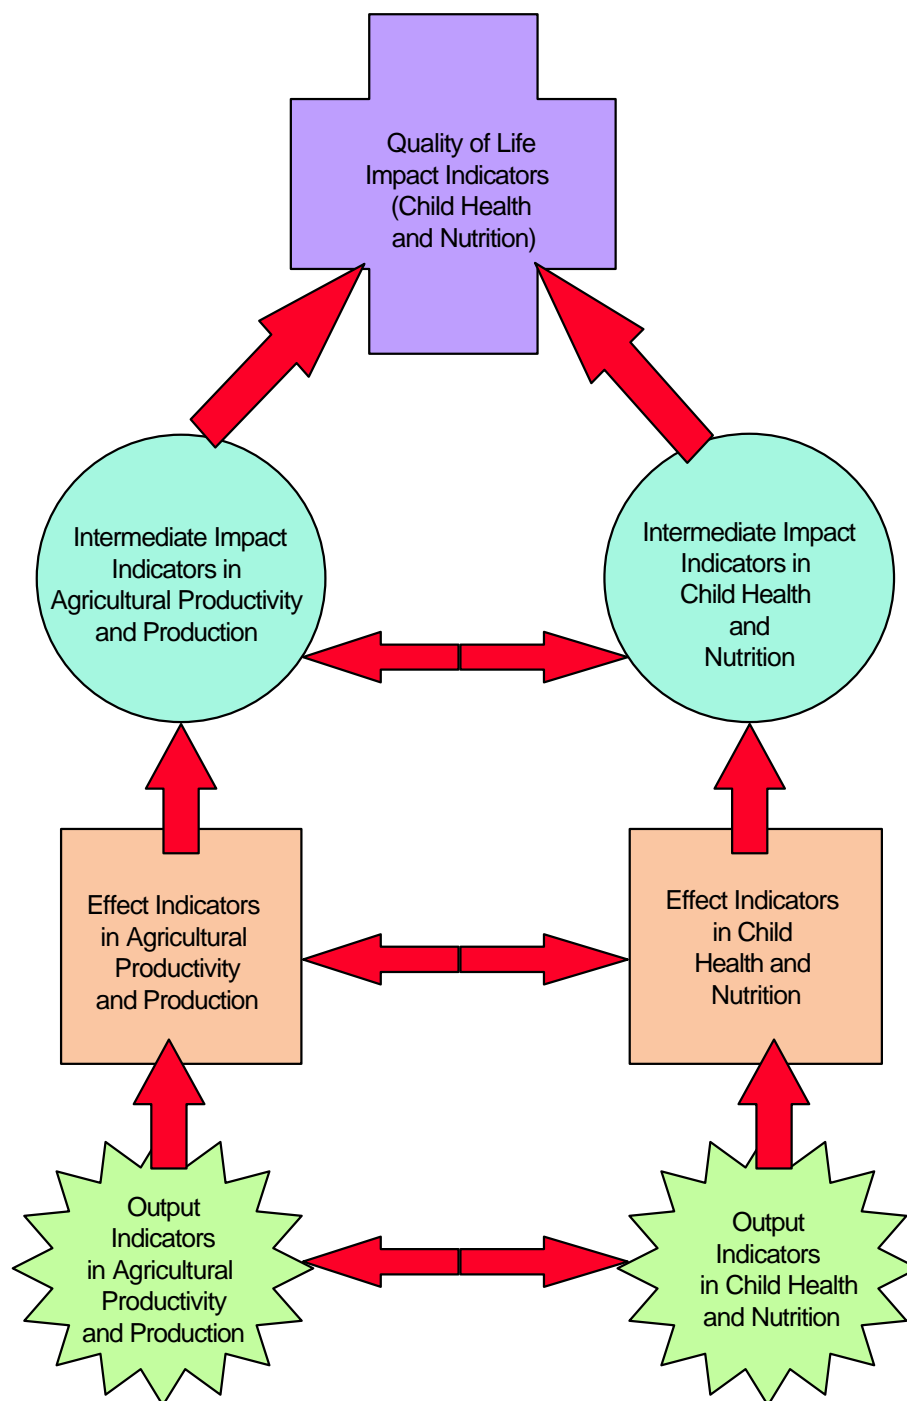 Quality of Life
Impact Indicators
(Child Health
and Nutrition)
Intermediate Impact
Indicators in
Agricultural Productivity
and Production
Intermediate Impact
Indicators in
Child Health
and
Nutrition
Effect Indicators
in Agricultural
Productivity
and Production
Effect Indicators
in Child
Health and
Nutrition
Output
Indicators
in Agricultural
Productivity
and Production
Output
Indicators
in Child Health
and Nutrition